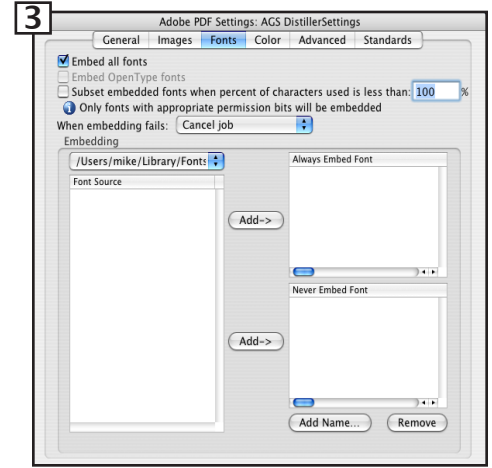 3
Adobe PDF Settings: AGS DistillerSettings
General Images Fonts Color Advanced Standards
Embed all fonts
Embed OpenType fonts
Subset embedded fonts when percent of characters used is less than: 100 %
Only fonts with appropriate permission bits will be embedded
When embedding fails: Cancel job
Embedding
/Users/mike/Library/Fonts
Always Embed Font
Font Source
Add->
Never Embed Font
Add->
Add Name... Remove